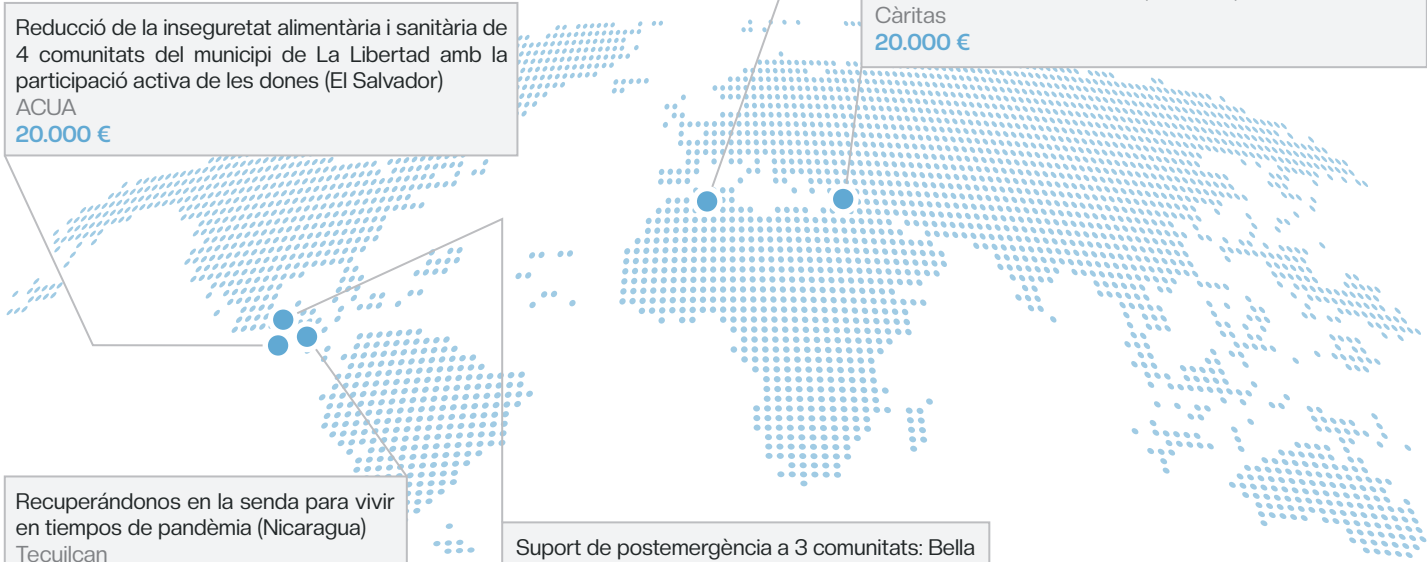 Reducció de la inseguretat alimentària i sanitària de
4 comunitats del municipi de La Libertad amb la
participació activa de les dones (El Salvador)
ACUA
20.000 €
Càritas
20.000 €
Recuperándonos en la senda para vivir
en tiempos de pandèmia (Nicaragua)
Tecuilcan
Suport de postemergència a 3 comunitats: Bella